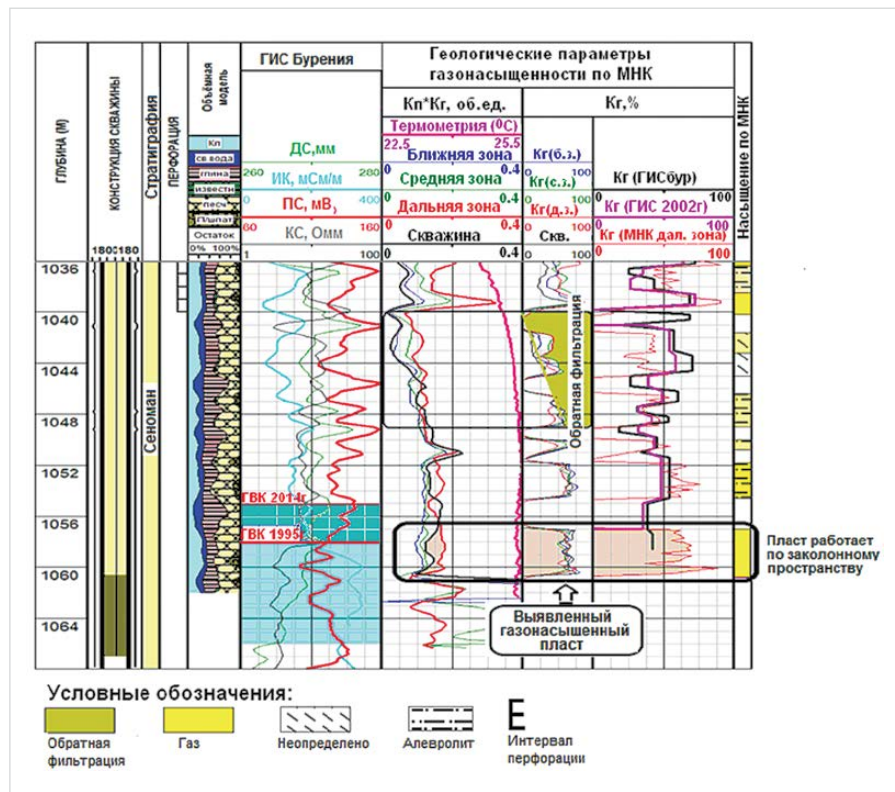 ГИС Бурения
Геологические параметры
газонасыщенности по МНК
Кп*Кг, об.ед.
Кг,%
ГЛУБИНА (М)
КОНСТРУКЦИЯ СКВАЖИНЫ
Стратиграфия
ПЕРФОРАЦИЯ
Объёмная
модель
Насыщение по МНК
Кп
св.вода
глина
известн
песч
Остаток
0% 100%
ДС,мм
260 280
ИК, мСм/м
0 400
ПС, мВ
60 160
КС, Омм
1 100
Термометрия (⁰С)
22.5 25.5
Ближняя зона
0 0.4
Средняя зона
0 0.4
Дальняя зона
0 0.4
Скважина
0 0.4
Кг(б.з.)
0 100
Кг(с.з.)
0 100
Кг(д.з.)
0 100
Скв.
0 100
Кг (ГИСбур)
0 100
Кг (ГИС 2002г)
0 100
Кг (МНК дал. зона)
0 100
1036
1040
1044
1048
1052
1056
1060
1064
Сеноман
Обратная фильтрация
ГВК 2014г
ГВК 1995г
Пласт работает
по заколонному
пространству
Выявленный
газонасышенный
пласт
Условные обозначения:
Обратная
фильтрация
Газ
Неопределено
Алевролит
E
Интервал
перфорации